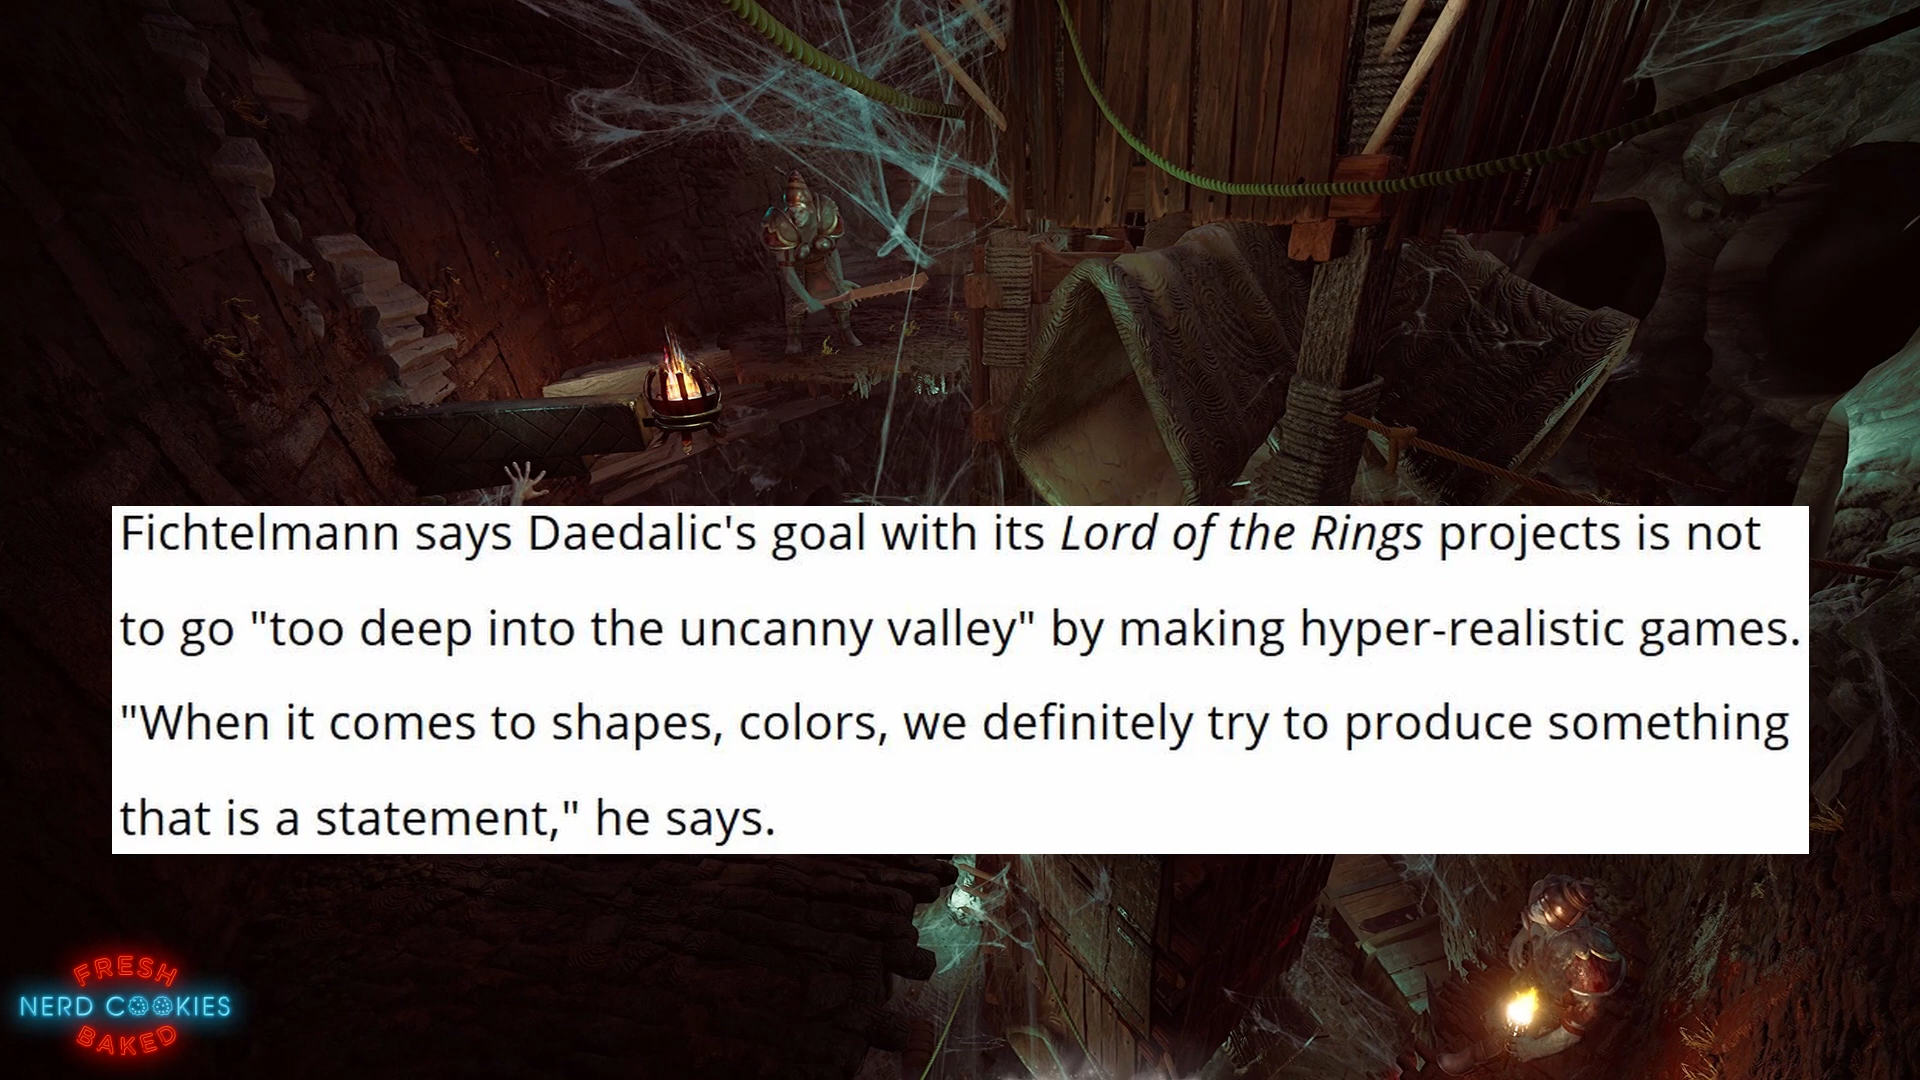 Fichtelmann says Daedalic's goal with its Lord of the Rings projects is not
to go "too deep into the uncanny valley" by making hyper-realistic games.
"When it comes to shapes, colors, we definitely try to produce something
that is a statement," he says.
FRESH
NERD COOKIES
BAKED